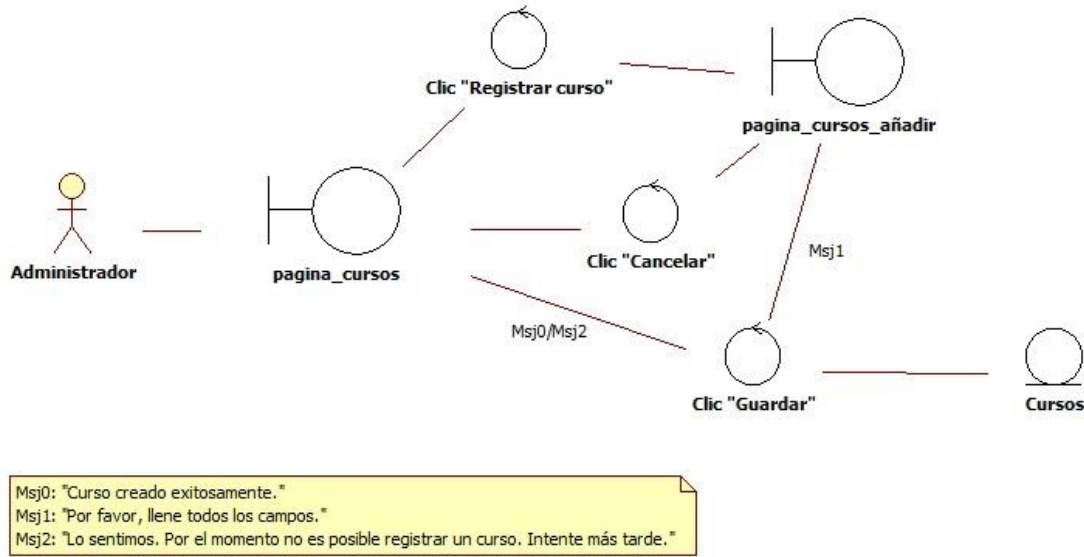 Clic "Registrar curso"
pagina_cursos_añadir
Administrador
pagina_cursos
Clic "Cancelar"
Msj1
Msj0/Msj2
Clic "Guardar"
Cursos
Msj0: "Curso creado exitosamente."
Msj1: "Por favor, llene todos los campos."
Msj2: "Lo sentimos. Por el momento no es posible registrar un curso. Intente más tarde."